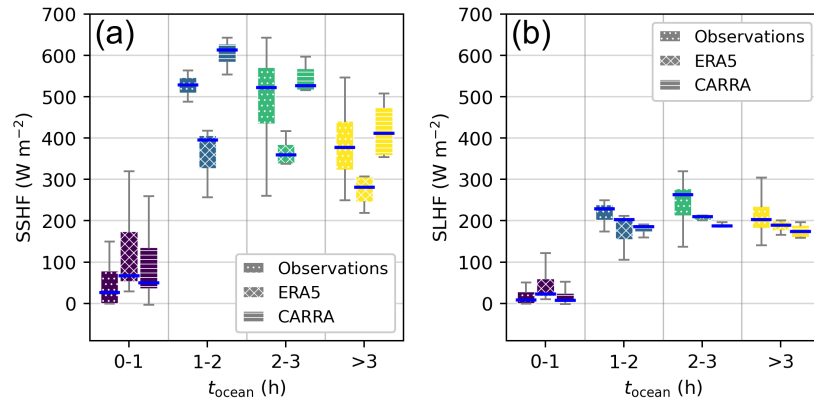 (a)
SSHF (W m⁻²)
700
600
500
400
300
200
100
0
Observations
ERA5
CARRA
0-1 1-2 2-3 >3
t_ocean (h)
(b)
SLHF (W m⁻²)
700
600
500
400
300
200
100
0
Observations
ERA5
CARRA
0-1 1-2 2-3 >3
t_ocean (h)